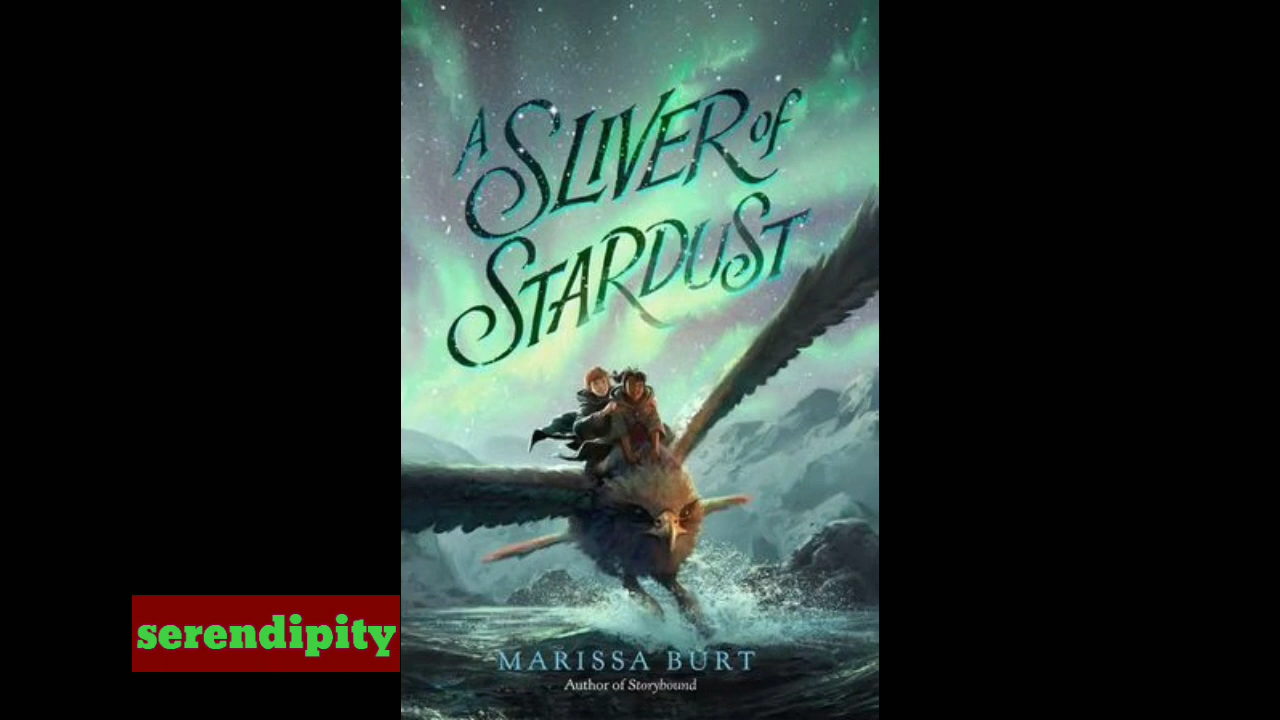 A SLIVER of
STARDUST
serendipity
MARISSA BURT
Author of Storybound